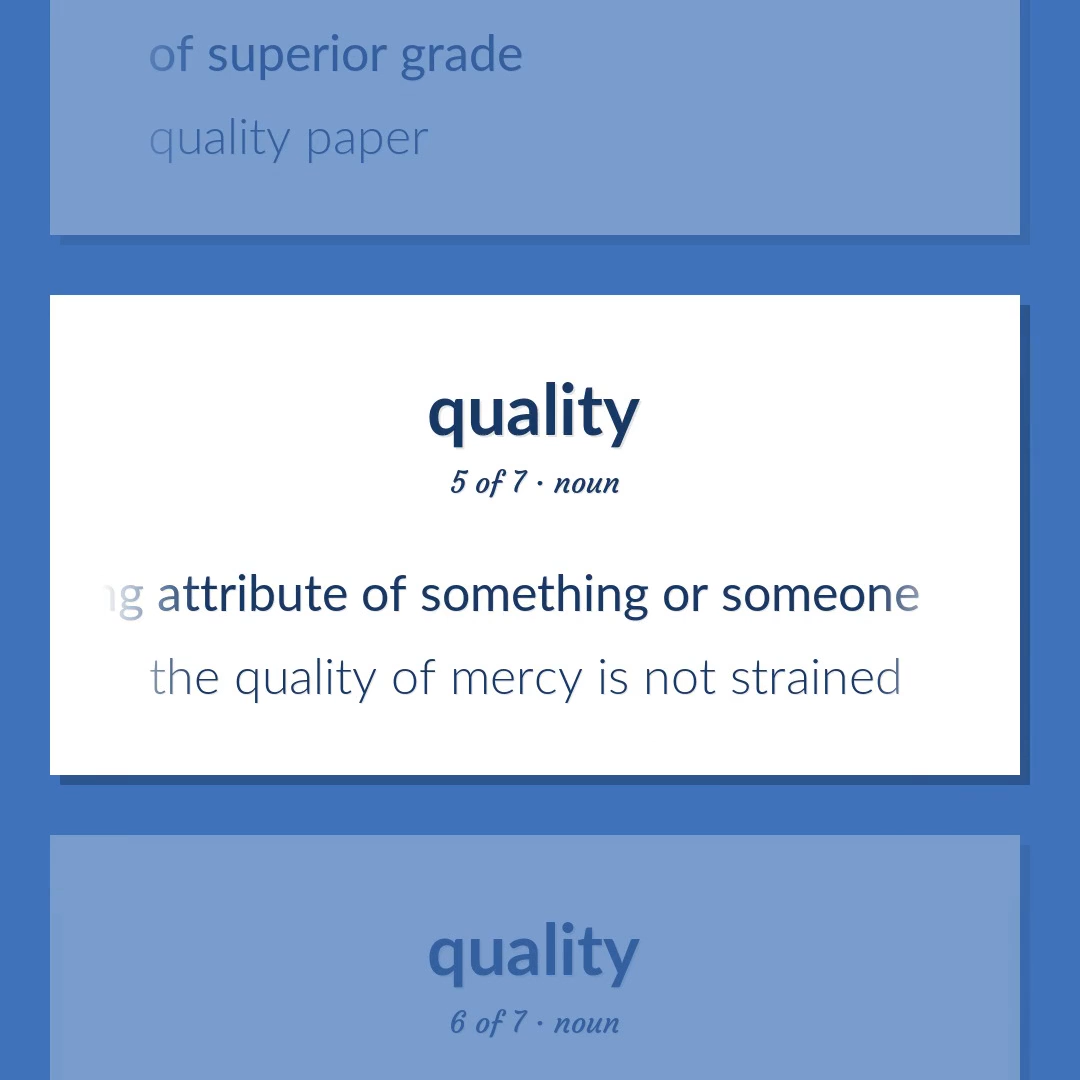 of superior grade
quality paper
quality
5 of 7 · noun
attribute of something or someone
the quality of mercy is not strained
quality
6 of 7 · noun